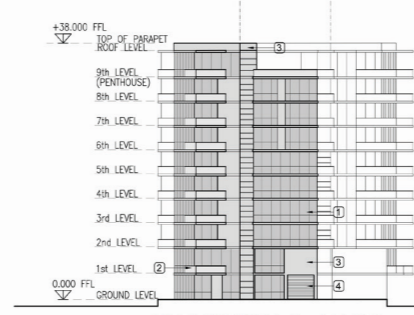 +38.000 FFL
TOP OF PARAPET
ROOF LEVEL
3
9th LEVEL
(PENTHOUSE)
8th LEVEL
7th LEVEL
6th LEVEL
5th LEVEL
4th LEVEL
3rd LEVEL
1
2nd LEVEL
1st LEVEL
2
3
0.000 FFL
4
GROUND LEVEL